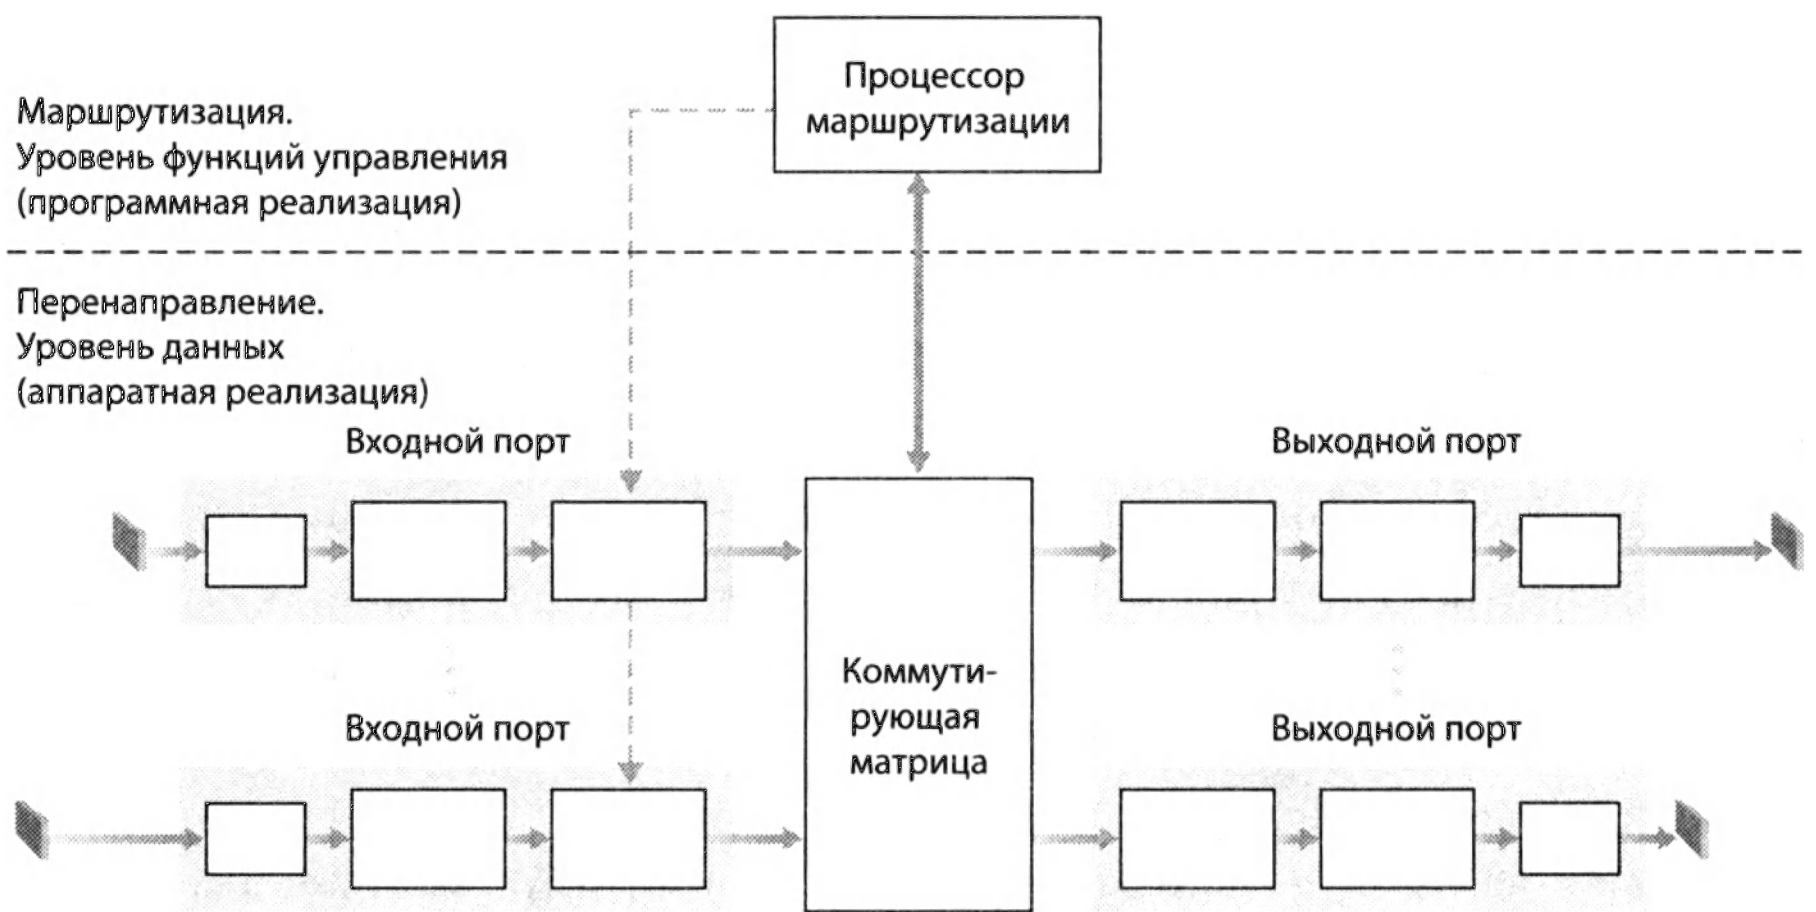 Процессор
маршрутизации
Маршрутизация.
Уровень функций управления
(программная реализация)
Перенаправление.
Уровень данных
(аппаратная реализация)
Входной порт
Выходной порт
Коммути-
рующая
матрица
Входной порт
Выходной порт